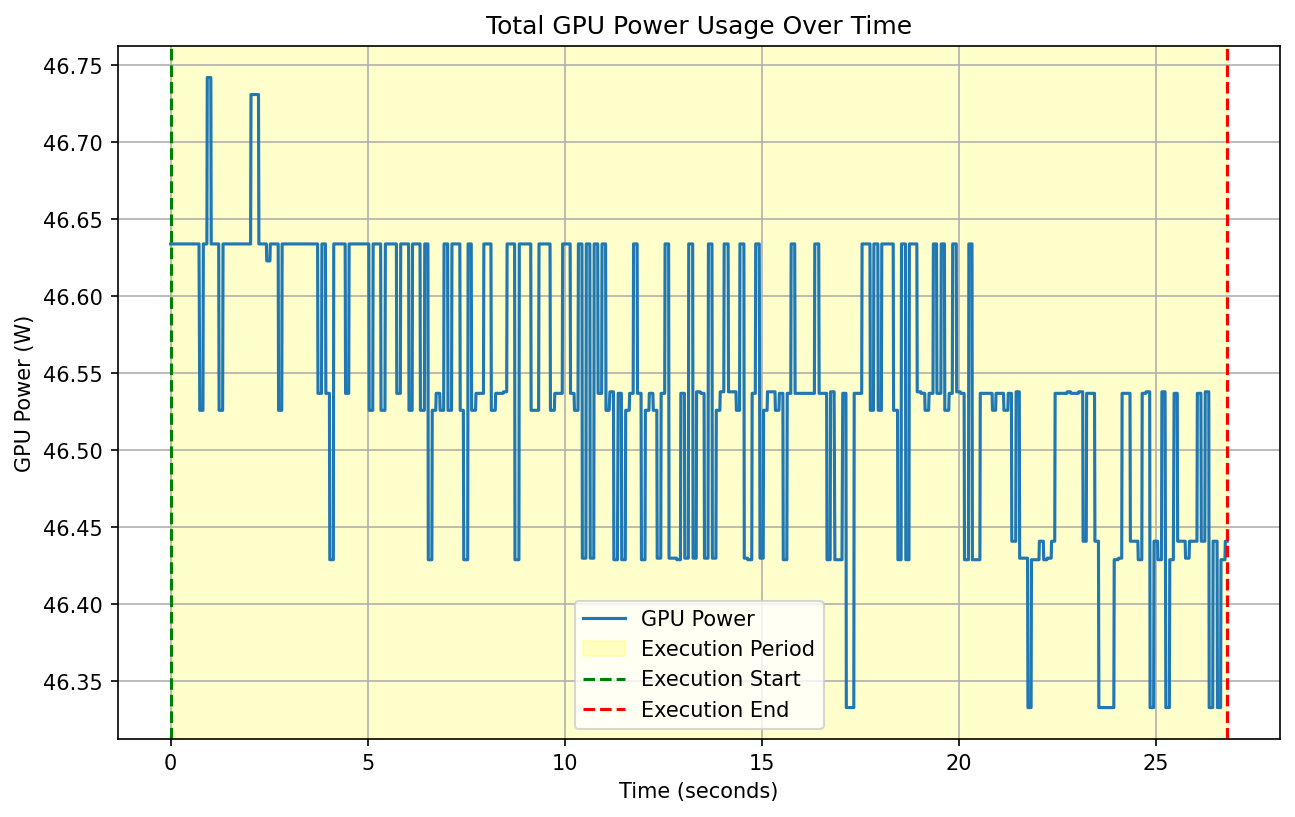 Total GPU Power Usage Over Time
46.75
46.70
46.65
46.60
46.55
46.50
46.45
46.40
46.35
GPU Power (W)
GPU Power
Execution Period
Execution Start
Execution End
0 5 10 15 20 25
Time (seconds)